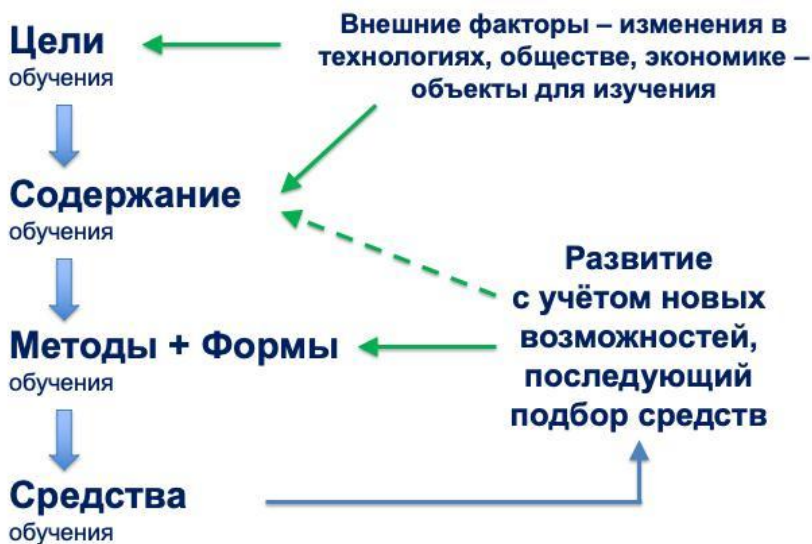 Цели
обучения
Внешние факторы – изменения в
технологиях, обществе, экономике –
объекты для изучения
Содержание
обучения
Развитие
с учётом новых
возможностей,
последующий
подбор средств
Методы + Формы
обучения
Средства
обучения